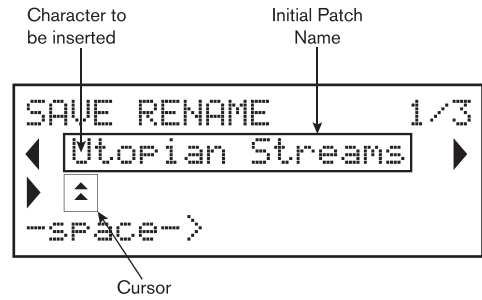 Character to
be inserted
Initial Patch
Name
SAVE RENAME 1/3
Utopian Streams
-space->
Cursor